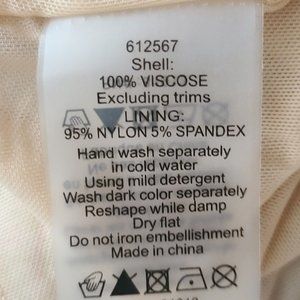 612567
Shell:
100% VISCOSE
Excluding trims
LINING:
95% NYLON 5% SPANDEX
Hand wash separately
in cold water
Using mild detergent
Wash dark color separately
Reshape while damp
Dry flat
Do not iron embellishment
Made in china